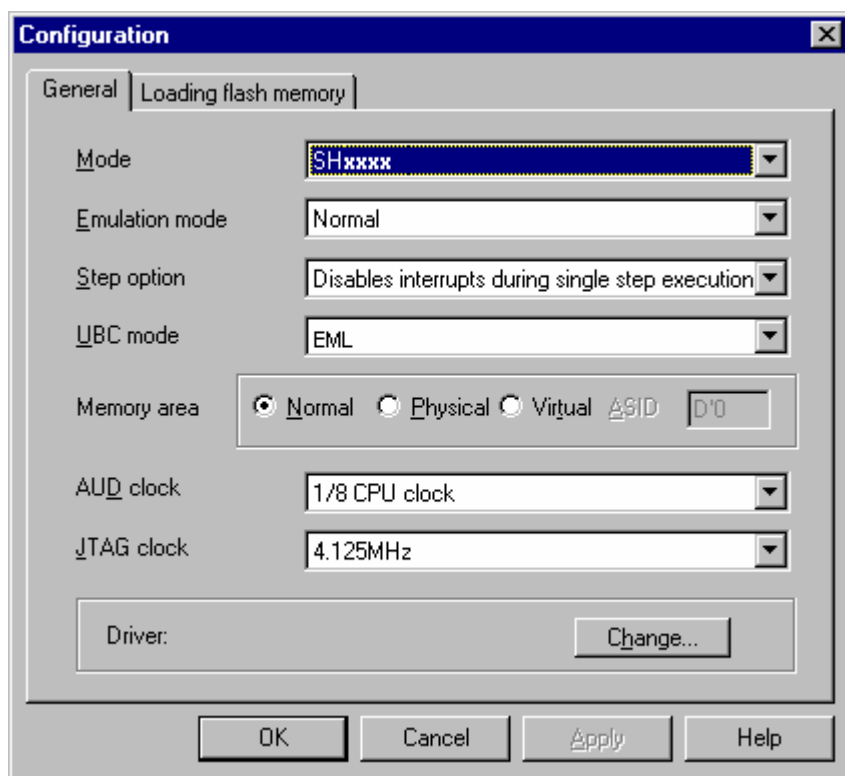 Configuration
General Loading flash memory
Mode SHxxxx
Emulation mode Normal
Step option Disables interrupts during single step execution
UBC mode EML
Memory area Normal Physical Virtual ASID D'0
AUD clock 1/8 CPU clock
JTAG clock 4.125MHz
Driver: Change...
OK Cancel Apply Help